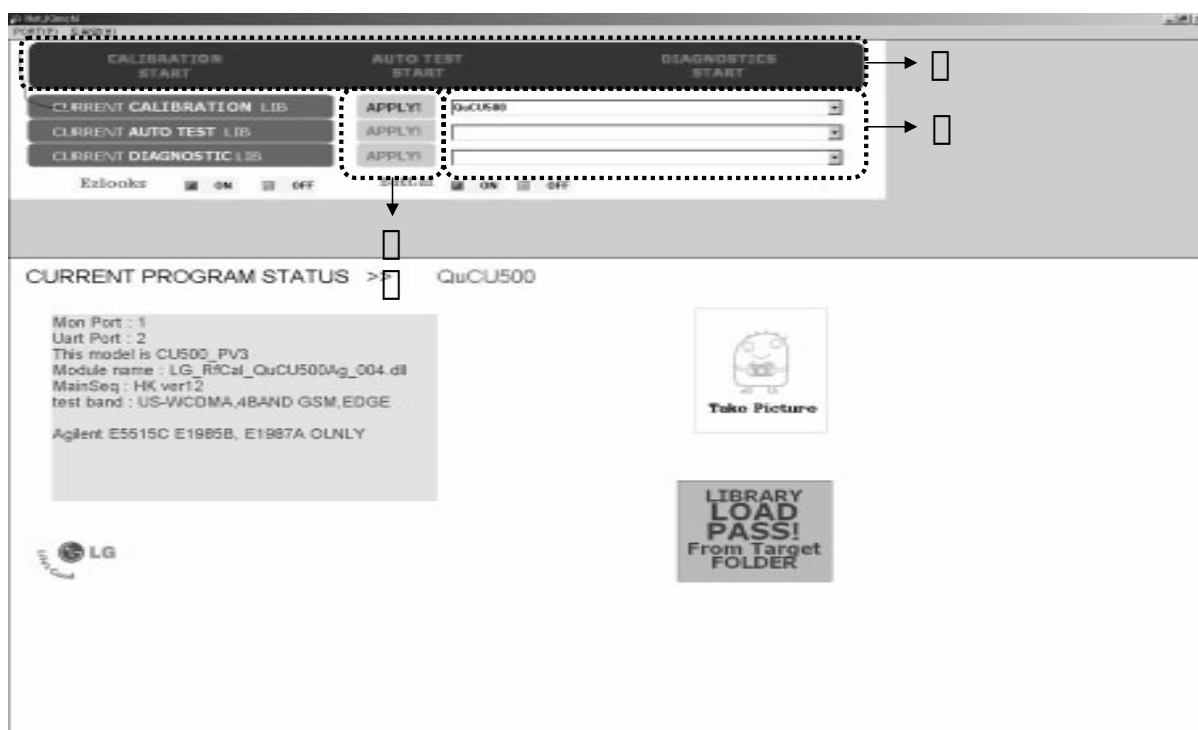 CALIBRATION START
AUTO TEST START
DIAGNOSTICS START
CURRENT CALIBRATION LIB
APPLY!
QuCU500
CURRENT AUTO TEST LIB
APPLY!
CURRENT DIAGNOSTIC LIB
APPLY!
Ezlooks ON OFF
ON OFF
CURRENT PROGRAM STATUS >> QuCU500
Mon Port : 1
Uart Port : 2
This model is CU500_PV3
Module name : LG_RfCal_QuCU500Ag_004.dll
MainSeq : HK ver12
test band : US-WCDMA,4BAND GSM,EDGE
Agilent E5515C E1985B, E1987A OLNLY
Take Picture
LIBRARY
LOAD
PASS!
From Target
FOLDER
LG
Life's Good